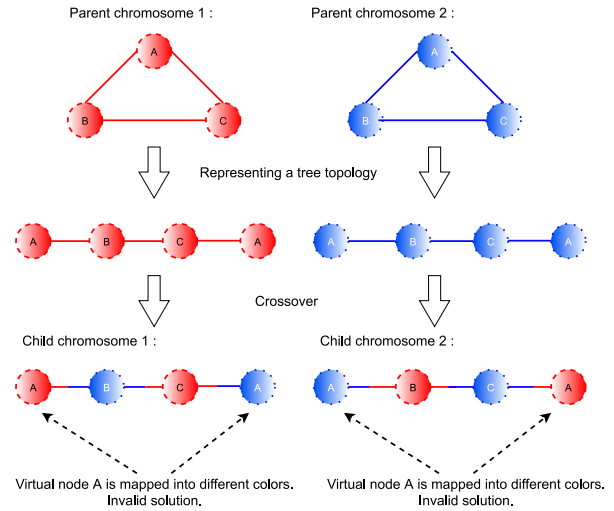 Parent chromosome 1 :
Parent chromosome 2 :
A
A
B
C
B
C
Representing a tree topology
A
B
C
A
A
B
C
A
Crossover
Child chromosome 1 :
Child chromosome 2 :
A
B
C
A
A
B
C
A
Virtual node A is mapped into different colors.
Invalid solution.
Virtual node A is mapped into different colors.
Invalid solution.